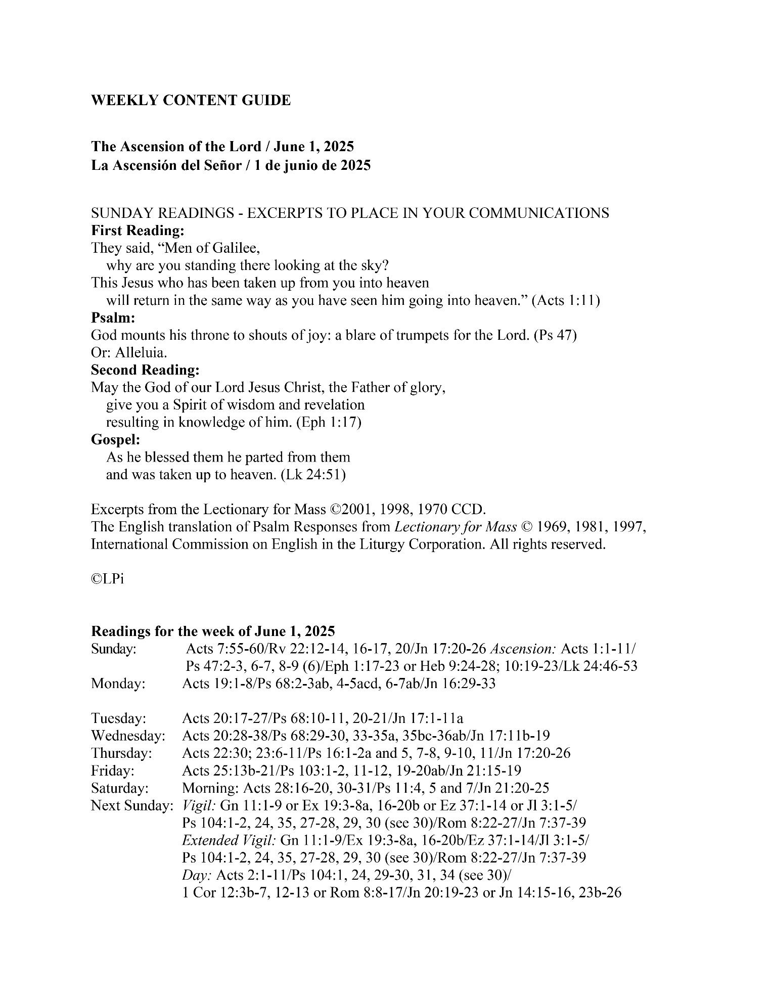 WEEKLY CONTENT GUIDE
The Ascension of the Lord / June 1, 2025
La Ascensión del Señor / 1 de junio de 2025
SUNDAY READINGS - EXCERPTS TO PLACE IN YOUR COMMUNICATIONS
First Reading:
They said, “Men of Galilee,
why are you standing there looking at the sky?
This Jesus who has been taken up from you into heaven
will return in the same way as you have seen him going into heaven.” (Acts 1:11)
Psalm:
God mounts his throne to shouts of joy: a blare of trumpets for the Lord. (Ps 47)
Or: Alleluia.
Second Reading:
May the God of our Lord Jesus Christ, the Father of glory,
give you a Spirit of wisdom and revelation
resulting in knowledge of him. (Eph 1:17)
Gospel:
As he blessed them he parted from them
and was taken up to heaven. (Lk 24:51)
Excerpts from the Lectionary for Mass ©2001, 1998, 1970 CCD.
The English translation of Psalm Responses from Lectionary for Mass © 1969, 1981, 1997,
International Commission on English in the Liturgy Corporation. All rights reserved.
©LPi
Readings for the week of June 1, 2025
Sunday: Acts 7:55-60/Rv 22:12-14, 16-17, 20/Jn 17:20-26 Ascension: Acts 1:1-11/
Ps 47:2-3, 6-7, 8-9 (6)/Eph 1:17-23 or Heb 9:24-28; 10:19-23/Lk 24:46-53
Monday: Acts 19:1-8/Ps 68:2-3ab, 4-5acd, 6-7ab/Jn 16:29-33
Tuesday: Acts 20:17-27/Ps 68:10-11, 20-21/Jn 17:1-11a
Wednesday: Acts 20:28-38/Ps 68:29-30, 33-35a, 35bc-36ab/Jn 17:11b-19
Thursday: Acts 22:30; 23:6-11/Ps 16:1-2a and 5, 7-8, 9-10, 11/Jn 17:20-26
Friday: Acts 25:13b-21/Ps 103:1-2, 11-12, 19-20ab/Jn 21:15-19
Saturday: Morning: Acts 28:16-20, 30-31/Ps 11:4, 5 and 7/Jn 21:20-25
Next Sunday: Vigil: Gn 11:1-9 or Ex 19:3-8a, 16-20b or Ez 37:1-14 or Jl 3:1-5/
Ps 104:1-2, 24, 35, 27-28, 29, 30 (see 30)/Rom 8:22-27/Jn 7:37-39
Extended Vigil: Gn 11:1-9/Ex 19:3-8a, 16-20b/Ez 37:1-14/Jl 3:1-5/
Ps 104:1-2, 24, 35, 27-28, 29, 30 (see 30)/Rom 8:22-27/Jn 7:37-39
Day: Acts 2:1-11/Ps 104:1, 24, 29-30, 31, 34 (see 30)/
1 Cor 12:3b-7, 12-13 or Rom 8:8-17/Jn 20:19-23 or Jn 14:15-16, 23b-26